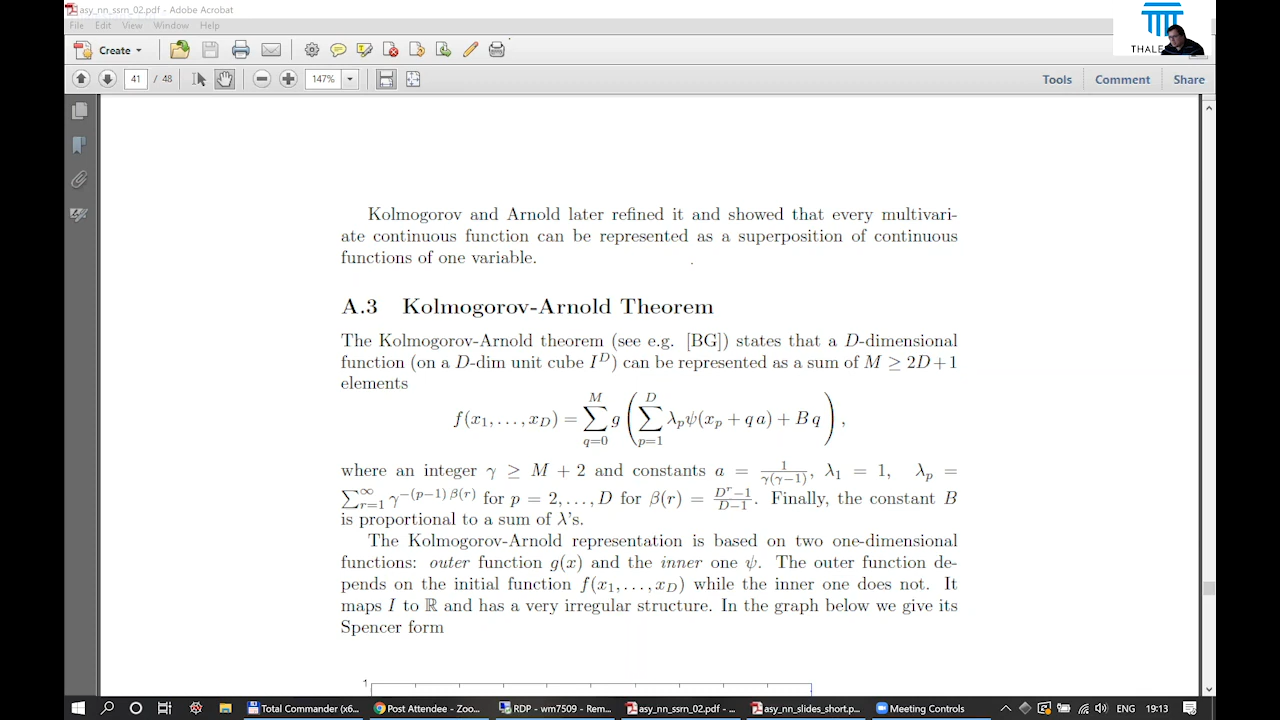 asy_nn_ssrn_02.pdf - Adobe Acrobat
File Edit View Window Help
Create
41 / 48 147% Tools Comment Share
Kolmogorov and Arnold later refined it and showed that every multivari-
ate continuous function can be represented as a superposition of continuous
functions of one variable.
A.3 Kolmogorov-Arnold Theorem
The Kolmogorov-Arnold theorem (see e.g. [BG]) states that a D-dimensional
function (on a D-dim unit cube I^D) can be represented as a sum of M ≥ 2D+1
elements
f(x₁, . . . , x_D) = ∑_{q=0}^{M} g ( ∑_{p=1}^{D} λ_p ψ(x_p + q a) + B q ) ,
where an integer γ ≥ M + 2 and constants a = 1/(γ(γ−1)), λ₁ = 1, λ_p =
∑_{r=1}^{∞} γ^{−(p−1) β(r)} for p = 2, . . . , D for β(r) = (D^r−1)/(D−1). Finally, the constant B
is proportional to a sum of λ's.
The Kolmogorov-Arnold representation is based on two one-dimensional
functions: outer function g(x) and the inner one ψ. The outer function de-
pends on the initial function f(x₁, . . . , x_D) while the inner one does not. It
maps I to ℝ and has a very irregular structure. In the graph below we give its
Spencer form
1
Total Commander (x6... Post Attendee - Zoo... RDP - wm7509 - Rem... asy_nn_ssrn_02.pdf - ... asy_nn_slides_short.p... Meeting Controls ENG 19:13